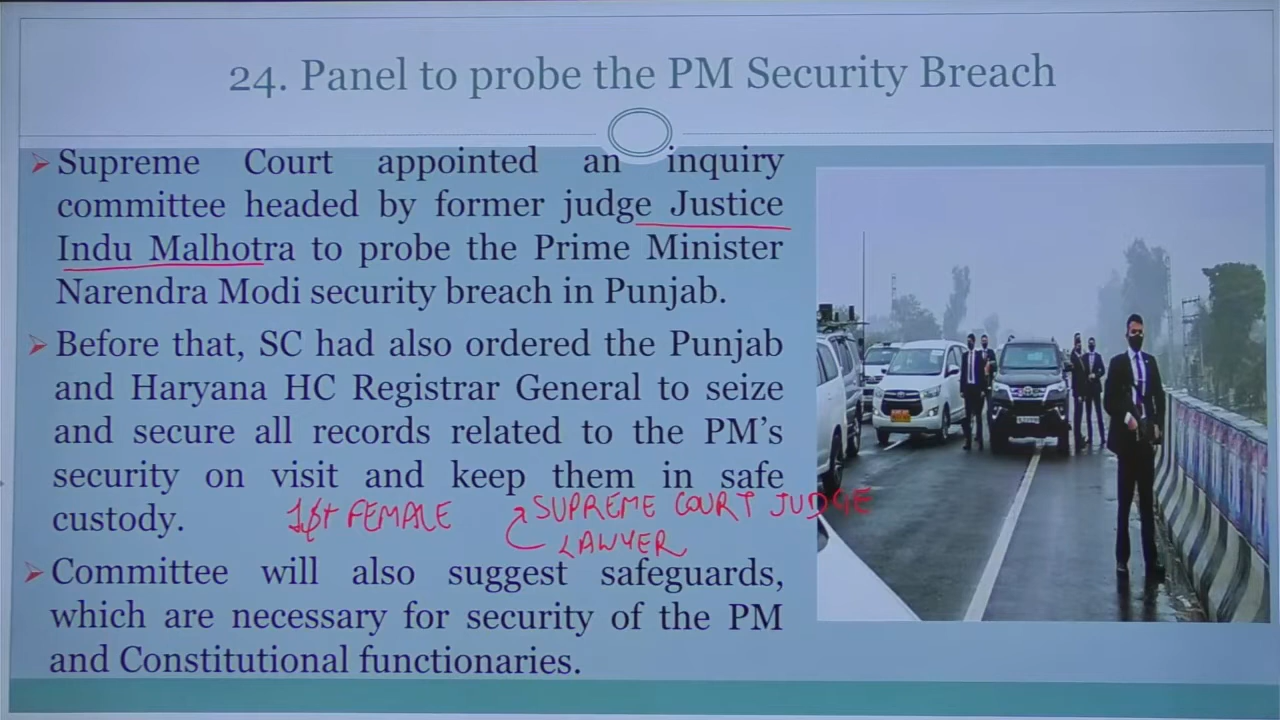 24. Panel to probe the PM Security Breach
Supreme Court appointed an inquiry
committee headed by former judge Justice
Indu Malhotra to probe the Prime Minister
Narendra Modi security breach in Punjab.
Before that, SC had also ordered the Punjab
and Haryana HC Registrar General to seize
and secure all records related to the PM's
security on visit and keep them in safe
custody.
1st FEMALE
SUPREME COURT JUDGE
LAWYER
Committee will also suggest safeguards,
which are necessary for security of the PM
and Constitutional functionaries.